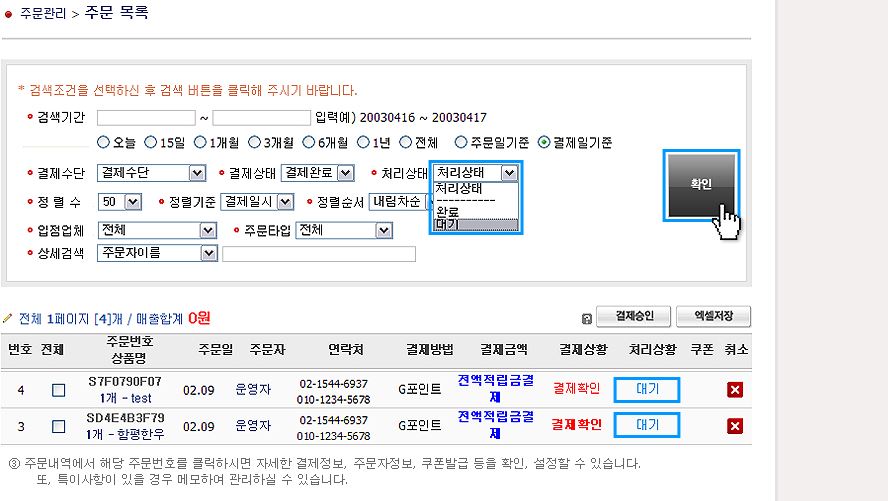 주문관리 > 주문 목록
* 검색조건을 선택하신 후 검색 버튼을 클릭해 주시기 바랍니다.
검색기간 ~ 입력예) 20030416 ~ 20030417
오늘 15일 1개월 3개월 6개월 1년 전체 주문일기준 결제일기준
결제수단 결제수단 결제상태 결제완료 처리상태 처리상태
처리상태
----------
완료
대기
확인
정 렬 수 50 정렬기준 결제일시 정렬순서 내림차순
입점업체 전체 주문타입 전체
상세검색 주문자이름
전체 1페이지 [4]개 / 매출합계 0원 결제승인 엑셀저장
번호 전체 주문번호 주문일 주문자 연락처 결제방법 결제금액 결제상황 처리상황 쿠폰 취소
상품명
4 S7F0790F07 02.09 운영자 02-1544-6937 G포인트 전액적립금결제 결제확인 대기
1개 - test 010-1234-5678
3 SD4E4B3F79 02.09 운영자 02-1544-6937 G포인트 전액적립금결제 결제확인 대기
1개 - 함평한우 010-1234-5678
③ 주문내역에서 해당 주문번호를 클릭하시면 자세한 결제정보, 주문자정보, 쿠폰발급 등을 확인, 설정할 수 있습니다.
또, 특이사항이 있을 경우 메모하여 관리하실 수 있습니다.